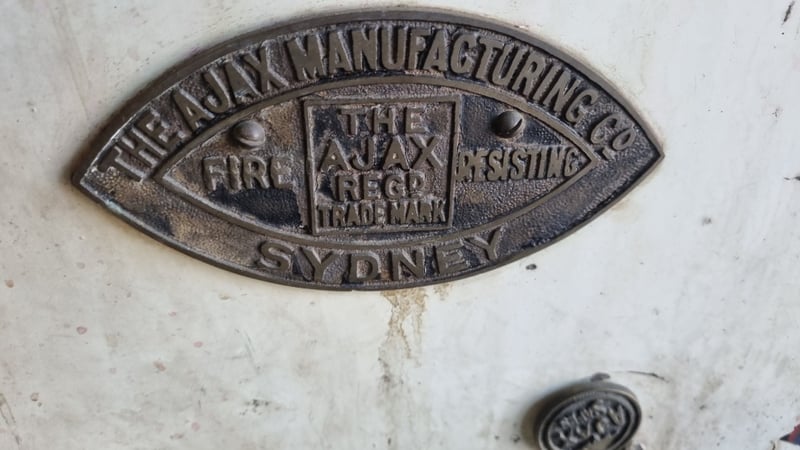 THE AJAX MANUFACTURING CO
FIRE
THE
AJAX
REGD
TRADE MARK
RESISTING
SYDNEY